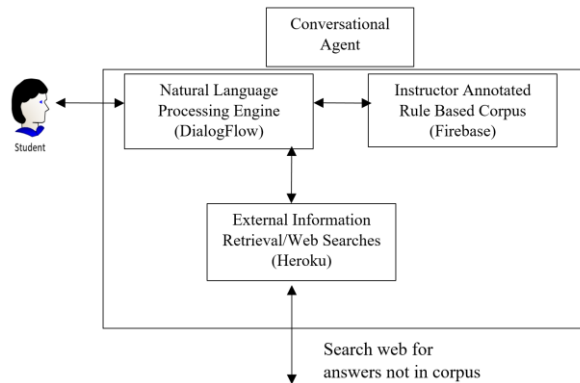 Conversational
Agent
Natural Language
Processing Engine
(DialogFlow)
Instructor Annotated
Rule Based Corpus
(Firebase)
Student
External Information
Retrieval/Web Searches
(Heroku)
Search web for
answers not in corpus